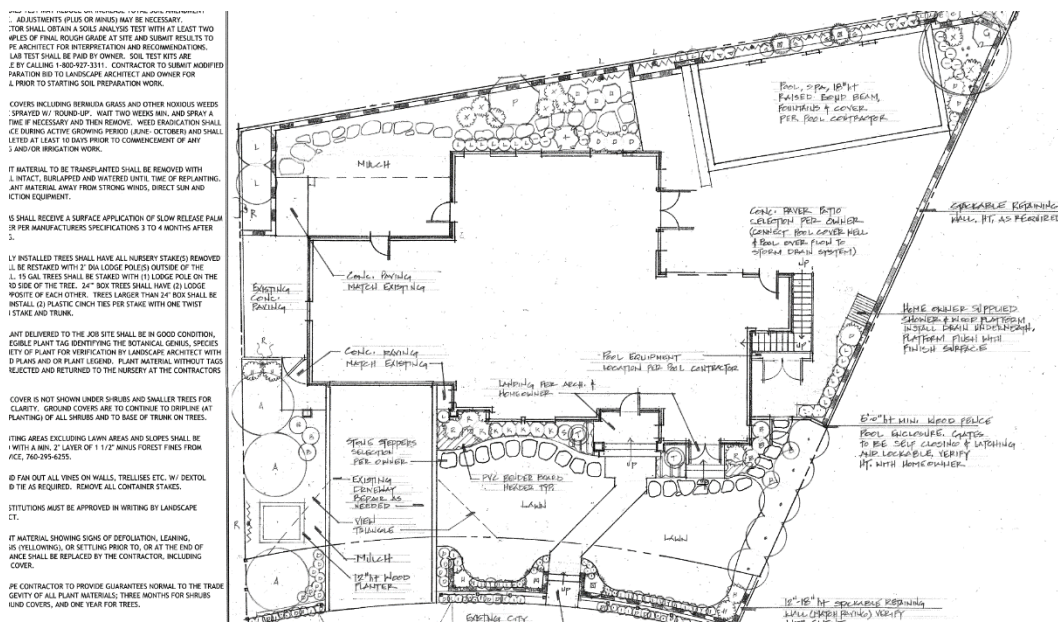 ADJUSTMENTS (PLUS OR MINUS) MAY BE NECESSARY.
TOR SHALL OBTAIN A SOILS ANALYSIS TEST WITH AT LEAST TWO
MPLES OF FINAL ROUGH GRADE AT SITE AND SUBMIT RESULTS TO
PE ARCHITECT FOR INTERPRETATION AND RECOMMENDATIONS.
LAB TEST SHALL BE PAID BY OWNER. SOIL TEST KITS ARE
E BY CALLING 1-800-927-3311. CONTRACTOR TO SUBMIT MODIFIED
PARATION BID TO LANDSCAPE ARCHITECT AND OWNER FOR
L PRIOR TO STARTING SOIL PREPARATION WORK.
COVERS INCLUDING BERMUDA GRASS AND OTHER NOXIOUS WEEDS
SPRAYED W/ 'ROUND-UP'. WAIT TWO WEEKS MIN. AND SPRAY A
TIME IF NECESSARY AND THEN REMOVE. WEED ERADICATION SHALL
CE DURING ACTIVE GROWING PERIOD (JUNE- OCTOBER) AND SHALL
LETED AT LEAST 10 DAYS PRIOR TO COMMENCEMENT OF ANY
AND/OR IRRIGATION WORK.
IT MATERIAL TO BE TRANSPLANTED SHALL BE REMOVED WITH
L INTACT, BURLAPPED AND WATERED UNTIL TIME OF REPLANTING.
ANT MATERIAL AWAY FROM STRONG WINDS, DIRECT SUN AND
ICTION EQUIPMENT.
S SHALL RECEIVE A SURFACE APPLICATION OF SLOW RELEASE PALM
ER PER MANUFACTURERS SPECIFICATIONS 3 TO 4 MONTHS AFTER
LY INSTALLED TREES SHALL HAVE ALL NURSERY STAKE(S) REMOVED
L BE RESTAKED WITH 2" DIA LODGE POLE(S) OUTSIDE OF THE
L. 15 GAL TREES SHALL BE STAKED WITH (1) LODGE POLE ON THE
RD SIDE OF THE TREE. 24" BOX TREES SHALL HAVE (2) LODGE
POSITE OF EACH OTHER. TREES LARGER THAN 24" BOX SHALL BE
INSTALL (2) PLASTIC CINCH TIES PER STAKE WITH ONE TWIST
I STAKE AND TRUNK.
ANT DELIVERED TO THE JOB SITE SHALL BE IN GOOD CONDITION,
EGIBLE PLANT TAG IDENTIFYING THE BOTANICAL GENIUS, SPECIES
IETY OF PLANT FOR VERIFICATION BY LANDSCAPE ARCHITECT WITH
D PLANS AND OR PLANT LEGEND. PLANT MATERIAL WITHOUT TAGS
REJECTED AND RETURNED TO THE NURSERY AT THE CONTRACTORS
COVER IS NOT SHOWN UNDER SHRUBS AND SMALLER TREES FOR
CLARITY. GROUND COVERS ARE TO CONTINUE TO DRIPLINE (AT
PLANTING) OF ALL SHRUBS AND TO BASE OF TRUNK ON TREES.
TING AREAS EXCLUDING LAWN AREAS AND SLOPES SHALL BE
WITH A MIN. 2" LAYER OF 1 1/2" MINUS FOREST FINES FROM
VICE, 760-295-6255.
D FAN OUT ALL VINES ON WALLS, TRELLISES ETC. W/ DEXTOL
D TIE AS REQUIRED. REMOVE ALL CONTAINER STAKES.
STITUTIONS MUST BE APPROVED IN WRITING BY LANDSCAPE
CT.
IT MATERIAL SHOWING SIGNS OF DEFOLIATION, LEANING,
IS (YELLOWING), OR SETTLING PRIOR TO, OR AT THE END OF
ANCE SHALL BE REPLACED BY THE CONTRACTOR, INCLUDING
COVER.
PE CONTRACTOR TO PROVIDE GUARANTEES NORMAL TO THE TRADE
GEVITY OF ALL PLANT MATERIALS; THREE MONTHS FOR SHRUBS
UND COVERS, AND ONE YEAR FOR TREES.
POOL, SPA, 18" HT
RAISED BOND BEAM,
FOUNTAINS & COVER
PER POOL CONTRACTOR
MULCH
STACKABLE RETAINING
WALL, HT. AS REQUIRED
CONC. PAVER PATIO
SELECTION PER OWNER
(CONNECT POOL COVER WELL
& POOL OVER FLOW TO
STORM DRAIN SYSTEM)
UP
CONC. PAVING
MATCH EXISTING
EXISTING
CONC.
PAVING
HOME OWNER SUPPLIED
SHOWER & WOOD PLATFORM
INSTALL DRAIN UNDERNEATH,
PLATFORM FLUSH WITH
FINISH SURFACE
CONC. PAVING
MATCH EXISTING
POOL EQUIPMENT
LOCATION PER POOL CONTRACTOR
UP
LANDING PER ARCH. &
HOMEOWNER
5'-0" HT MIN. WOOD FENCE
POOL ENCLOSURE. GATES
TO BE SELF CLOSING & LATCHING
AND LOCKABLE, VERIFY
HT. WITH HOMEOWNER
STONE STEPPERS
SELECTION
PER OWNER
UP
UP
PVC BENDER BOARD
HEADER TYP.
EXISTING
DRIVEWAY
REPAIR AS
NEEDED
LAWN
VIEW
TRIANGLE
LAWN
MULCH
12" HT WOOD
PLANTER
UP
12"-18" HT STACKABLE RETAINING
WALL (MATCH EXTNG) VERIFY
EXISTING CITY